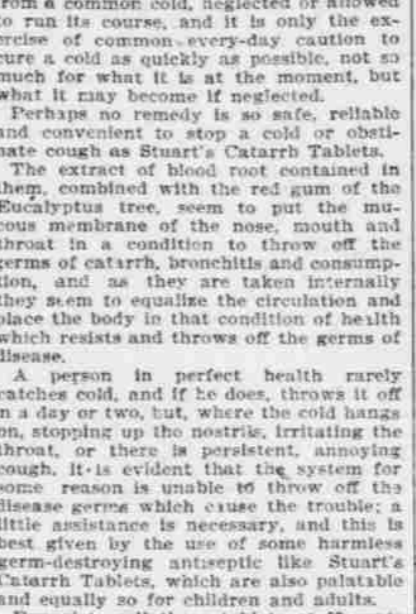 from a common cold, neglected or allowed
to run its course, and it is only the ex-
ercise of common every-day caution to
cure a cold as quickly as possible, not so
much for what it is at the moment, but
what it may become if neglected.
Perhaps no remedy is so safe, reliable
and convenient to stop a cold or obsti-
nate cough as Stuart's Catarrh Tablets.
The extract of blood root contained in
them, combined with the red gum of the
Eucalyptus tree, seem to put the mu-
cous membrane of the nose, mouth and
throat in a condition to throw off the
germs of catarrh, bronchitis and consump-
tion, and as they are taken internally
they seem to equalize the circulation and
place the body in that condition of health
which resists and throws off the germs of
disease.
A person in perfect health rarely
catches cold, and if he does, throws it off
in a day or two, but, where the cold hangs
on, stopping up the nostrils, irritating the
throat, or there is persistent, annoying
cough, it is evident that the system for
some reason is unable to throw off the
disease germs which cause the trouble; a
little assistance is necessary, and this is
best given by the use of some harmless
germ-destroying antiseptic like Stuart's
Catarrh Tablets, which are also palatable
and equally so for children and adults.